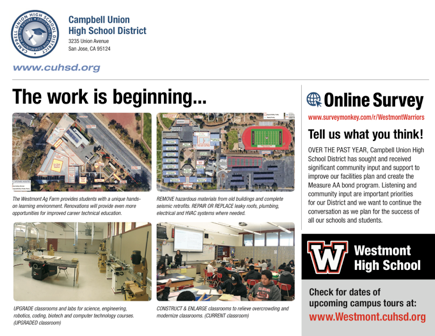 CAMPBELL UNION HIGH SCHOOL DISTRICT
Campbell Union
High School District
3235 Union Avenue
San Jose, CA 95124
www.cuhsd.org
The work is beginning...
The Westmont Ag Farm provides students with a unique hands-
on learning environment. Renovations will provide even more
opportunities for improved career technical education.
REMOVE hazardous materials from old buildings and complete
seismic retrofits. REPAIR OR REPLACE leaky roofs, plumbing,
electrical and HVAC systems where needed.
UPGRADE classrooms and labs for science, engineering,
robotics, coding, biotech and computer technology courses.
(UPGRADED classroom)
CONSTRUCT & ENLARGE classrooms to relieve overcrowding and
modernize classrooms. (CURRENT classroom)
Online Survey
www.surveymonkey.com/r/WestmontWarriors
Tell us what you think!
OVER THE PAST YEAR, Campbell Union High
School District has sought and received
significant community input and support to
improve our facilities plan and create the
Measure AA bond program. Listening and
community input are important priorities
for our District and we want to continue the
conversation as we plan for the success of
all our schools and students.
W
Westmont
High School
Check for dates of
upcoming campus tours at:
www.Westmont.cuhsd.org